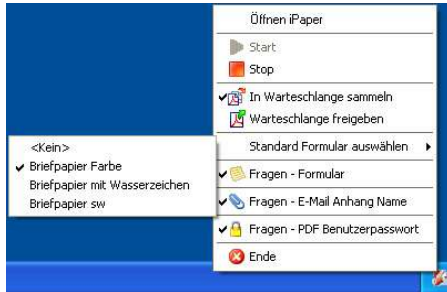 Öffnen iPaper
Start
Stop
In Warteschlange sammeln
Warteschlange freigeben
Standard Formular auswählen
<Kein>
Briefpapier Farbe
Briefpapier mit Wasserzeichen
Briefpapier sw
Fragen - Formular
Fragen - E-Mail Anhang Name
Fragen - PDF Benutzerpasswort
Ende